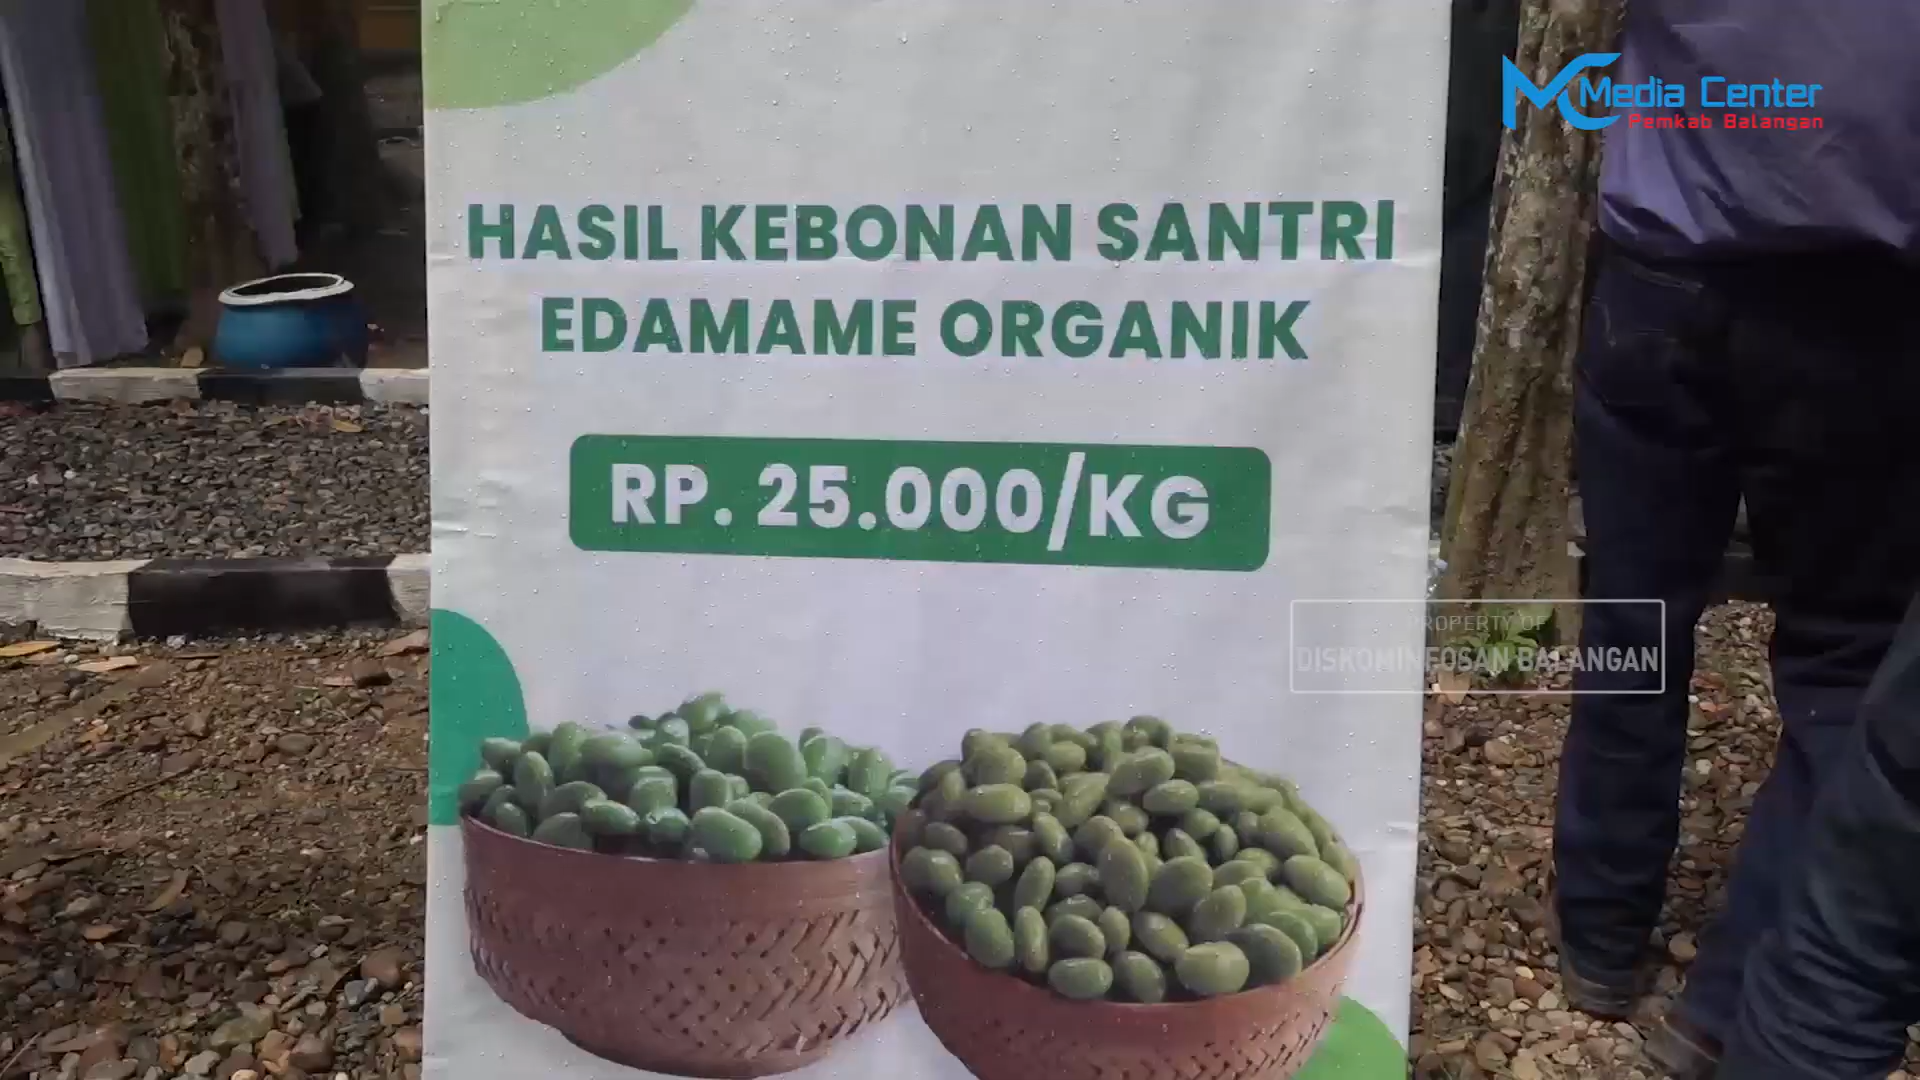 Media Center
Pemkab Balangan
HASIL KEBONAN SANTRI
EDAMAME ORGANIK
RP. 25.000/KG
PROPERTY OF
DISKOMINFOSAN BALANGAN